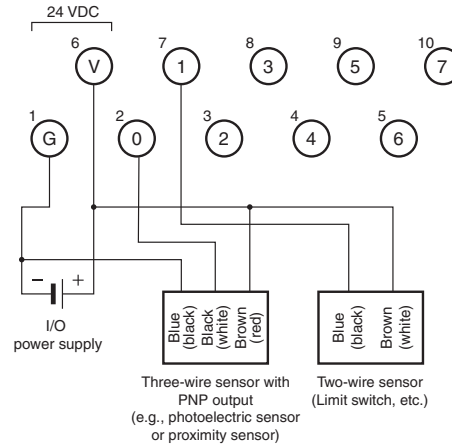 24 VDC
6 7 8 9 10
V 1 3 5 7
1 2 3 4 5
G 0 2 4 6
− +
I/O
power supply
Blue
(black)
Black
(white)
Brown
(red)
Blue
(black)
Brown
(white)
Three-wire sensor with
PNP output
(e.g., photoelectric sensor
or proximity sensor)
Two-wire sensor
(Limit switch, etc.)